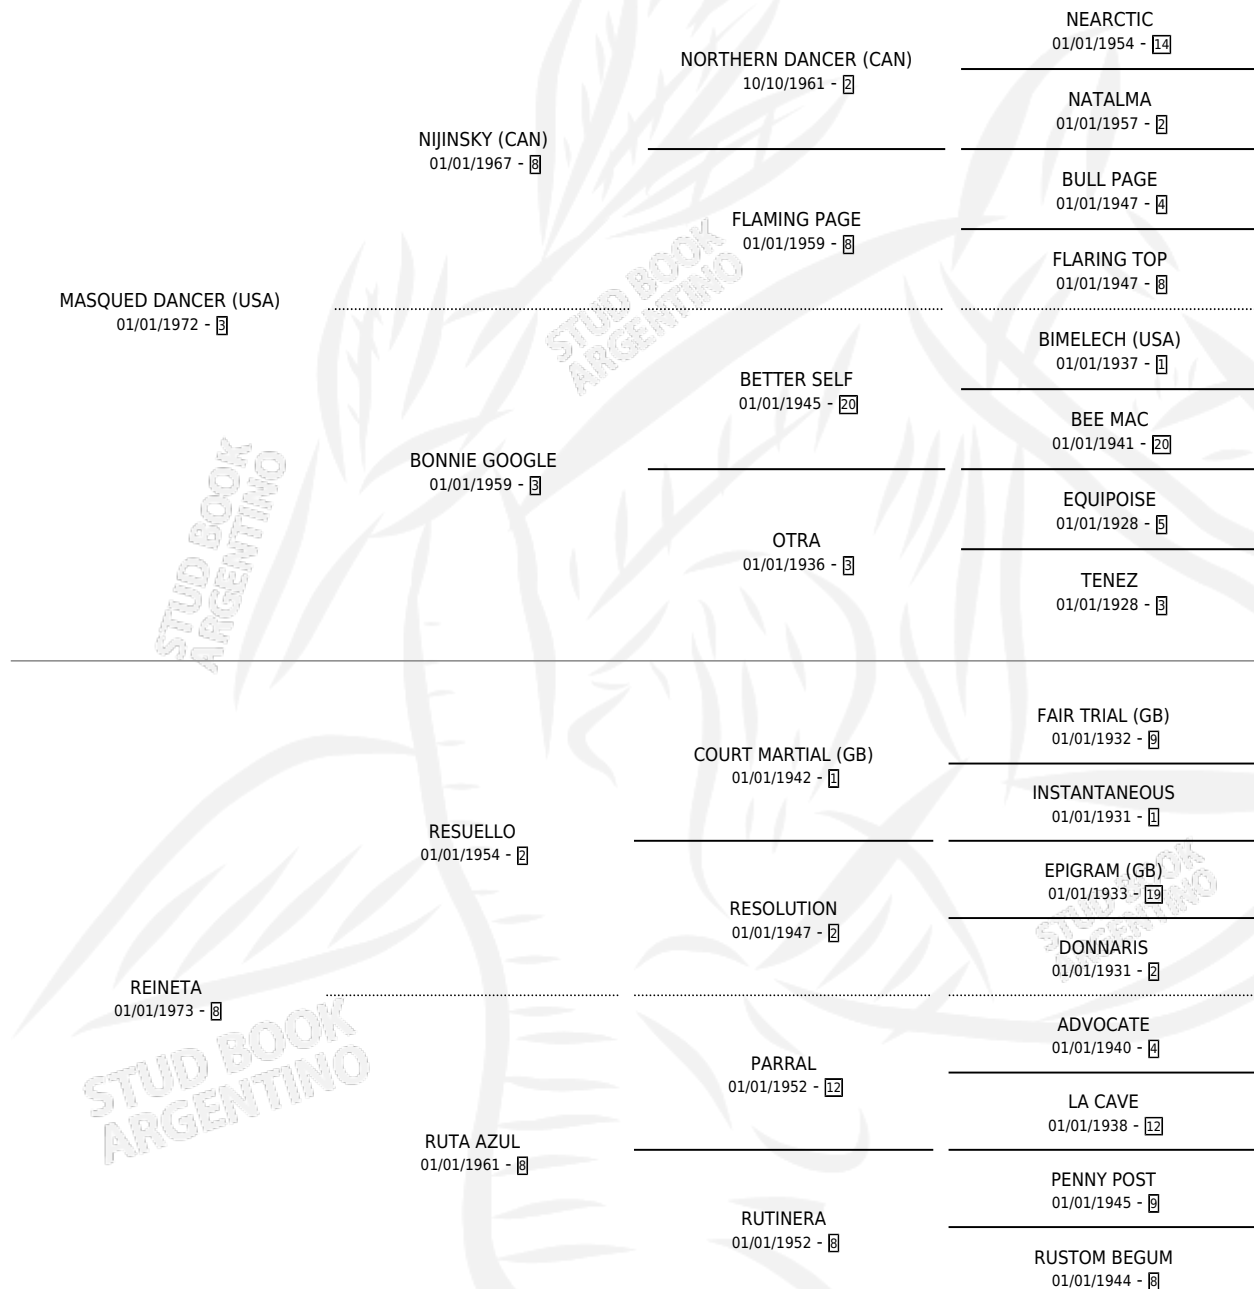 NEARCTIC
01/01/1954 - 14
NORTHERN DANCER (CAN)
10/10/1961 - 2
NATALMA
01/01/1957 - 2
NIJINSKY (CAN)
01/01/1967 - 8
BULL PAGE
01/01/1947 - 4
FLAMING PAGE
01/01/1959 - 8
FLARING TOP
01/01/1947 - 8
MASQUED DANCER (USA)
01/01/1972 - 3
BIMELECH (USA)
01/01/1937 - 1
BETTER SELF
01/01/1945 - 20
BEE MAC
01/01/1941 - 20
BONNIE GOOGLE
01/01/1959 - 3
EQUIPOISE
01/01/1928 - 5
OTRA
01/01/1936 - 3
TENEZ
01/01/1928 - 3
FAIR TRIAL (GB)
01/01/1932 - 9
COURT MARTIAL (GB)
01/01/1942 - 1
INSTANTANEOUS
01/01/1931 - 1
RESUELLO
01/01/1954 - 2
EPIGRAM (GB)
01/01/1933 - 19
RESOLUTION
01/01/1947 - 2
DONNARIS
01/01/1931 - 2
REINETA
01/01/1973 - 8
ADVOCATE
01/01/1940 - 4
PARRAL
01/01/1952 - 12
LA CAVE
01/01/1938 - 12
RUTA AZUL
01/01/1961 - 8
PENNY POST
01/01/1945 - 9
RUTINERA
01/01/1952 - 8
RUSTOM BEGUM
01/01/1944 - 8
STUD BOOK
ARGENTINO
STUD BOOK
ARGENTINO
STUD BOOK
ARGENTINO
STUD BOOK
ARGENTINO